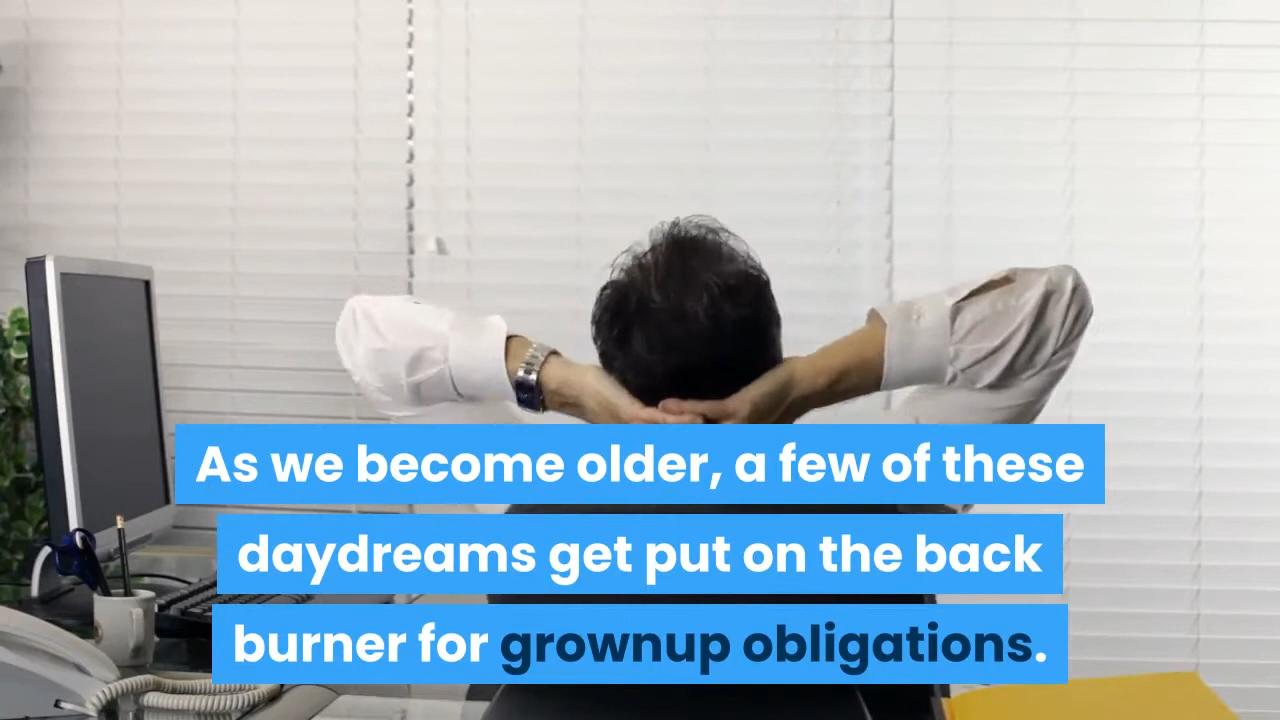 As we become older, a few of these
daydreams get put on the back
burner for grownup obligations.